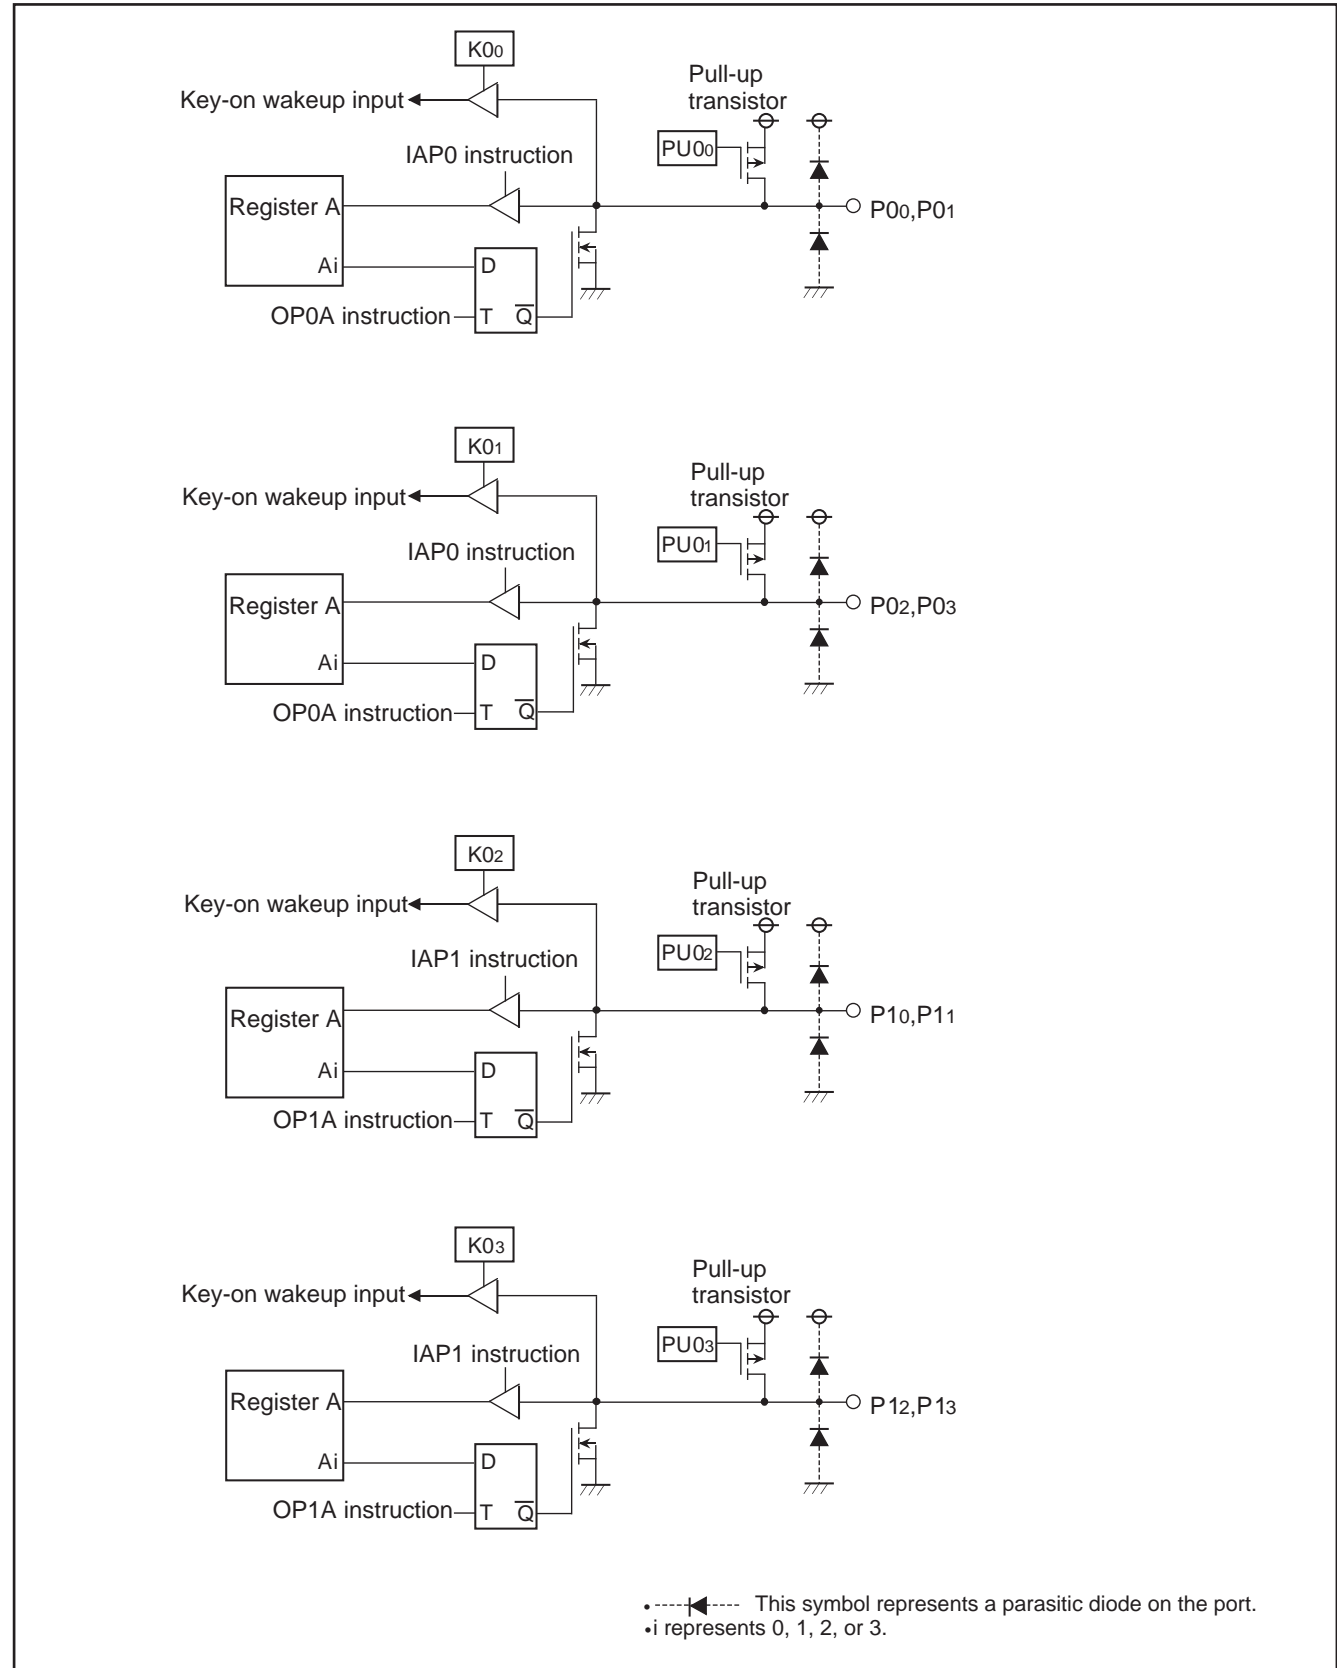 K00
Pull-up
transistor
Key-on wakeup input
IAP0 instruction
PU00
Register A
P00,P01
Ai
D
OP0A instruction
T Q̅
K01
Pull-up
transistor
Key-on wakeup input
IAP0 instruction
PU01
Register A
P02,P03
Ai
D
OP0A instruction
T Q̅
K02
Pull-up
transistor
Key-on wakeup input
IAP1 instruction
PU02
Register A
P10,P11
Ai
D
OP1A instruction
T Q̅
K03
Pull-up
transistor
Key-on wakeup input
IAP1 instruction
PU03
Register A
P12,P13
Ai
D
OP1A instruction
T Q̅
• This symbol represents a parasitic diode on the port.
•i represents 0, 1, 2, or 3.